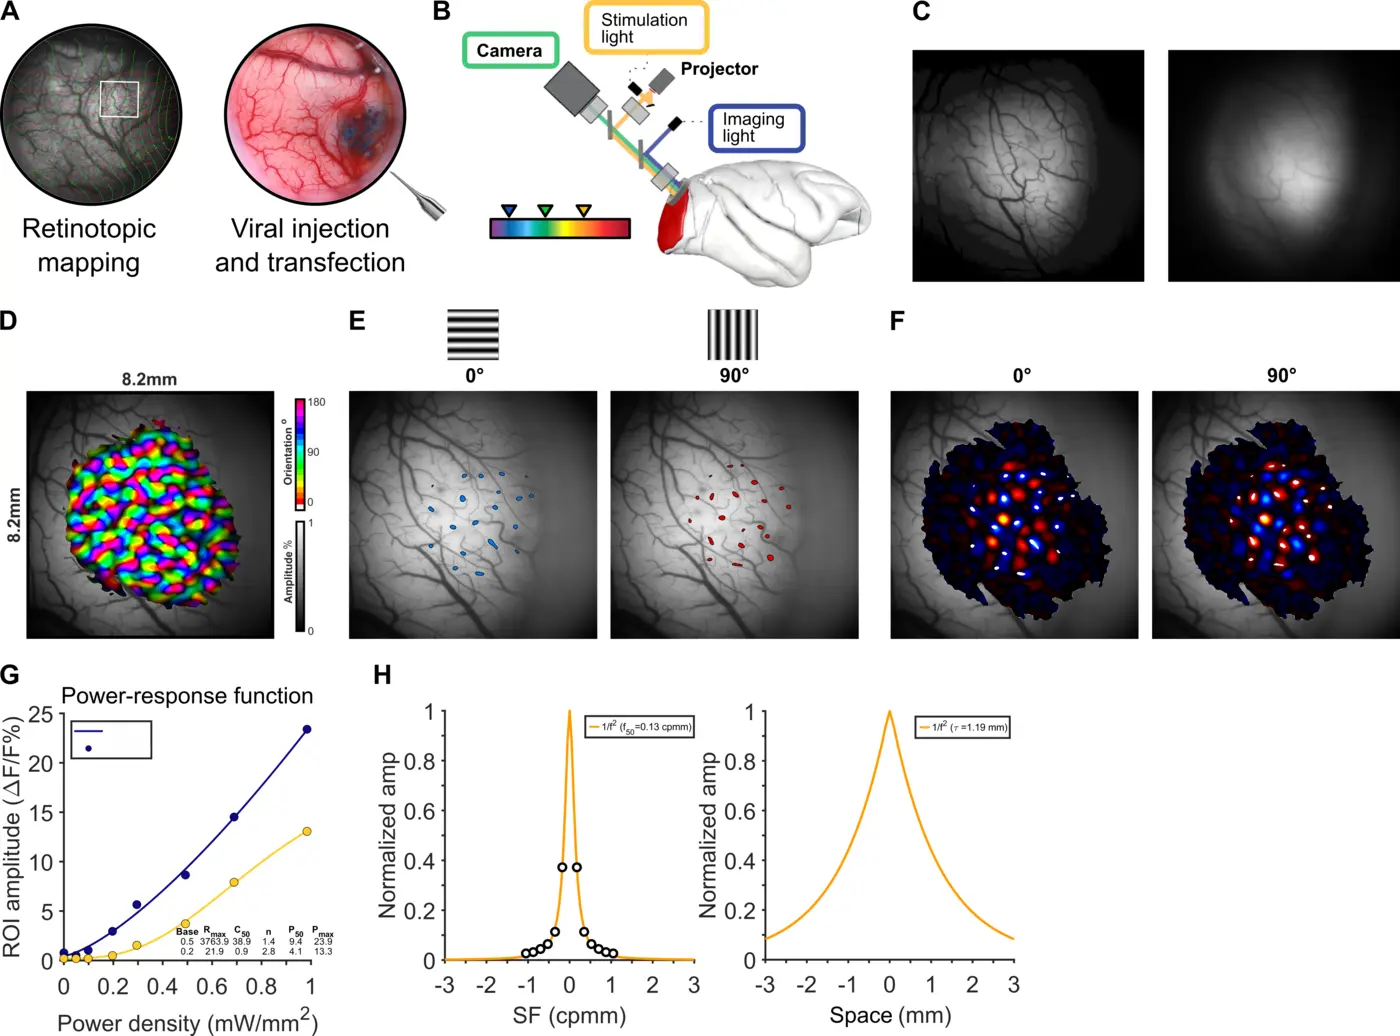 A
Retinotopic
mapping
Viral injection
and transfection
B
Camera
Stimulation
light
Projector
Imaging
light
C
D
8.2mm
8.2mm
Orientation °
180
90
0
Amplitude %
1
0
E
0°
90°
F
0°
90°
G
Power-response function
ROI amplitude (ΔF/F%)
25
20
15
10
5
0
Base Rmax C50 n P50 Pmax
0.5 3763.9 38.9 1.4 9.4 23.9
0.2 21.9 0.9 2.8 4.1 13.3
0 0.2 0.4 0.6 0.8 1
Power density (mW/mm²)
H
Normalized amp
1
0.8
0.6
0.4
0.2
0
1/f² (f50=0.13 cpmm)
-3 -2 -1 0 1 2 3
SF (cpmm)
Normalized amp
1
0.8
0.6
0.4
0.2
0
1/f² (τ =1.19 mm)
-3 -2 -1 0 1 2 3
Space (mm)